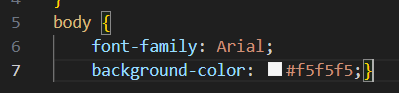 }
5 body {
6 font-family: Arial;
7 background-color: #f5f5f5;}